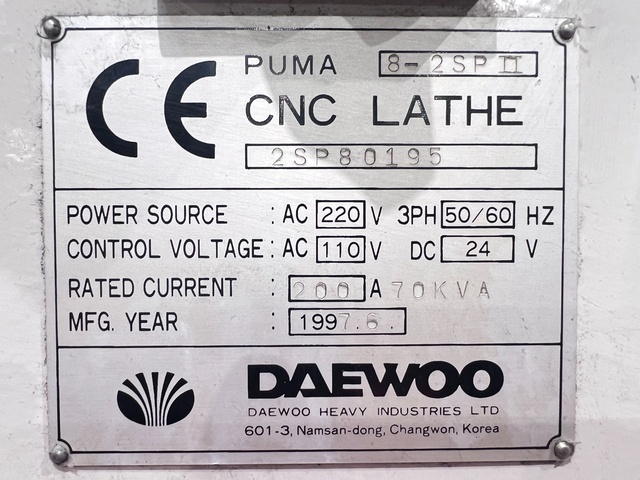 CE PUMA 8-2SPII
CNC LATHE
2SP80195
POWER SOURCE : AC 220 V 3PH 50/60 HZ
CONTROL VOLTAGE : AC 110 V DC 24 V
RATED CURRENT : 200 A 70KVA
MFG. YEAR : 1997.6.
DAEWOO
DAEWOO HEAVY INDUSTRIES LTD
601-3, Namsan-dong, Changwon, Korea